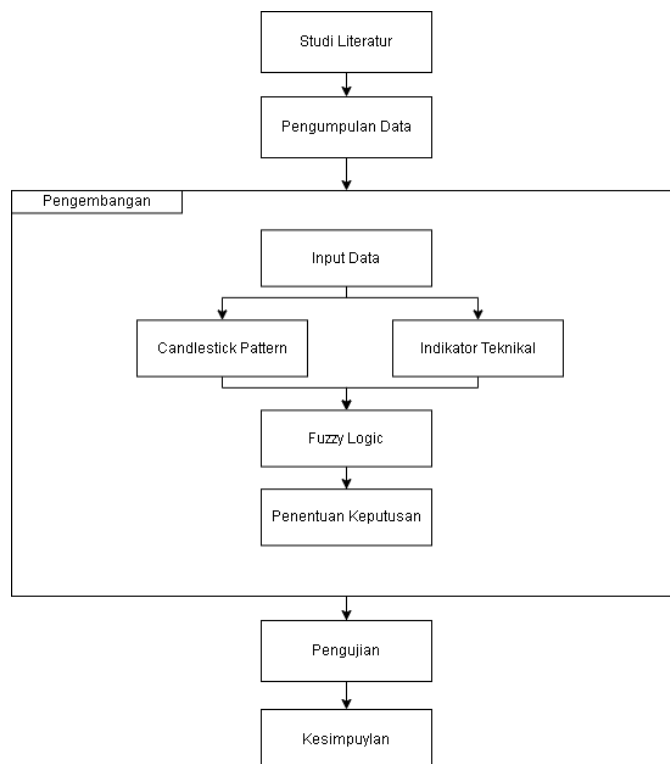 Studi Literatur
Pengumpulan Data
Pengembangan
Input Data
Candlestick Pattern
Indikator Teknikal
Fuzzy Logic
Penentuan Keputusan
Pengujian
Kesimpuylan